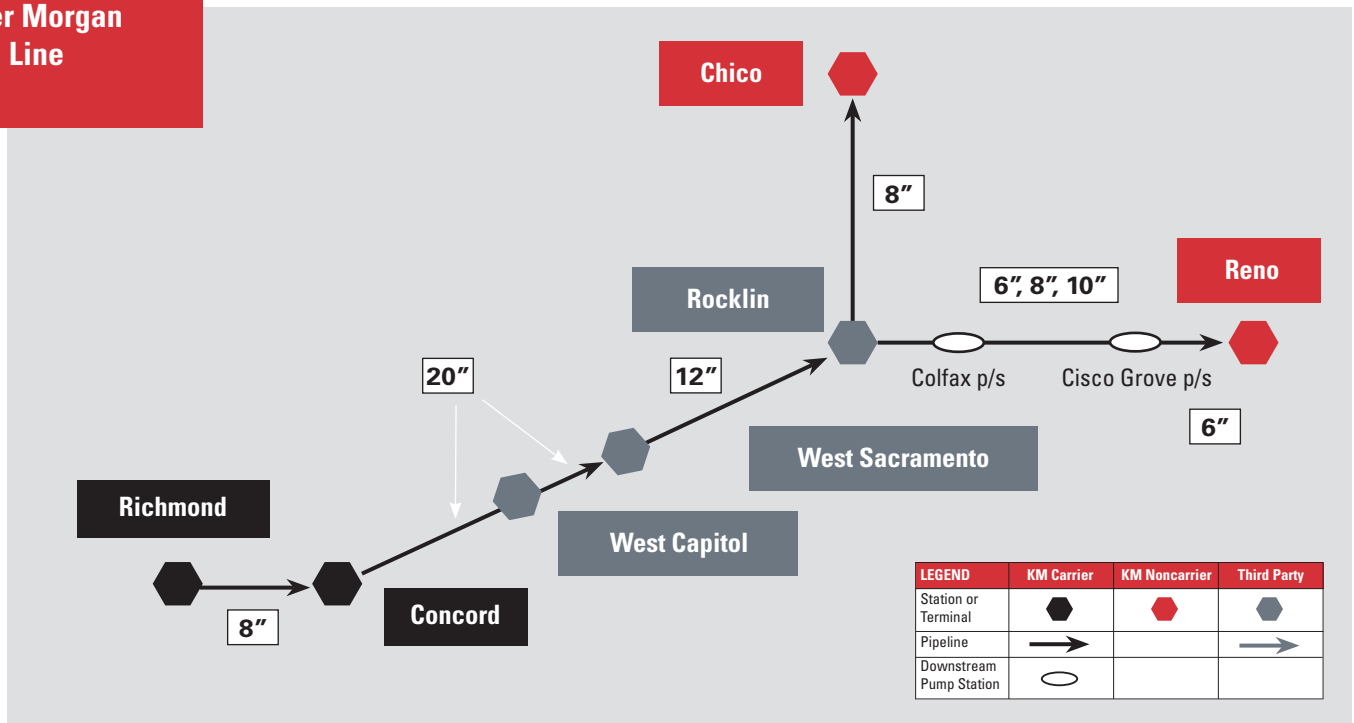 Morgan
Line
Chico
8″
Reno
6″, 8″, 10″
Rocklin
Colfax p/s
Cisco Grove p/s
20″
12″
6″
West Sacramento
Richmond
West Capitol
Concord
8″
LEGEND
KM Carrier
KM Noncarrier
Third Party
Station or
Terminal
Pipeline
Downstream
Pump Station